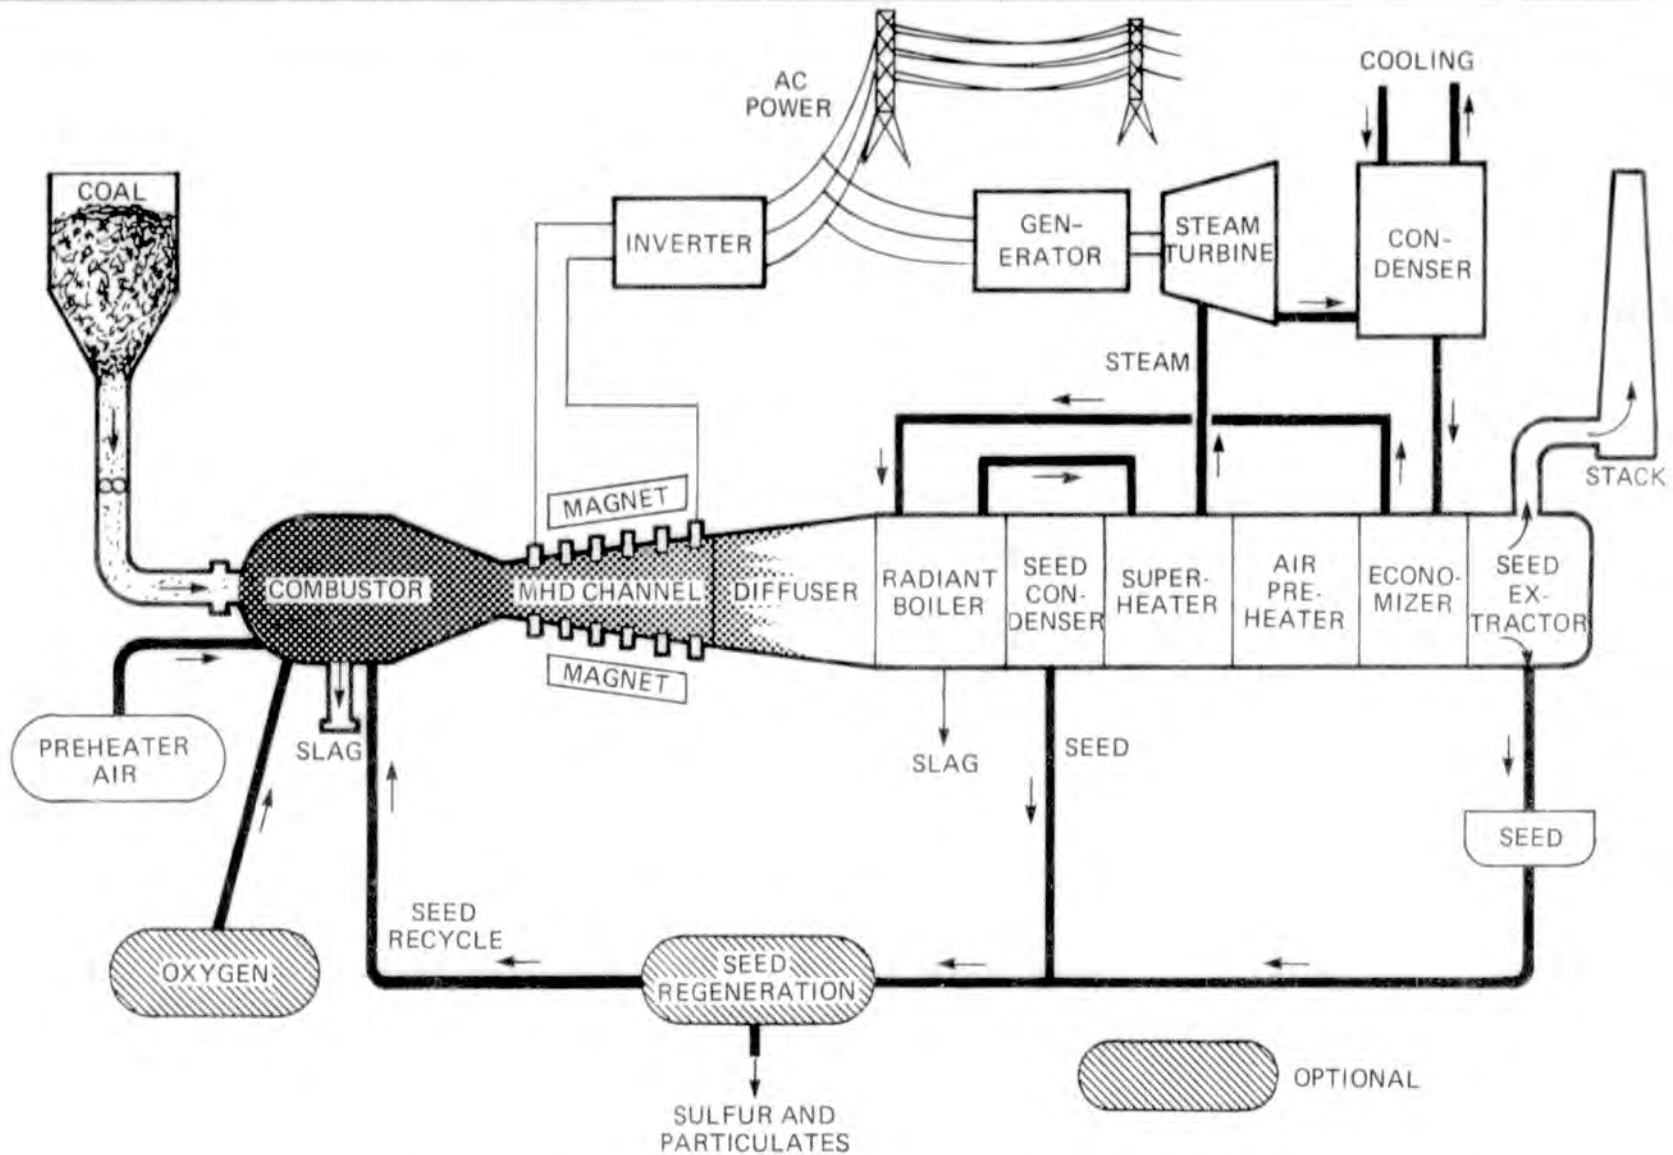 AC
POWER
COOLING
COAL
INVERTER
GEN-
ERATOR
STEAM
TURBINE
CON-
DENSER
STEAM
STACK
MAGNET
COMBUSTOR
MHD CHANNEL
DIFFUSER
RADIANT
BOILER
SEED
CON-
DENSER
SUPER-
HEATER
AIR
PRE-
HEATER
ECONO-
MIZER
SEED
EX-
TRACTOR
MAGNET
PREHEATER
AIR
SLAG
SLAG
SEED
SEED
SEED
RECYCLE
OXYGEN
SEED
REGENERATION
OPTIONAL
SULFUR AND
PARTICULATES